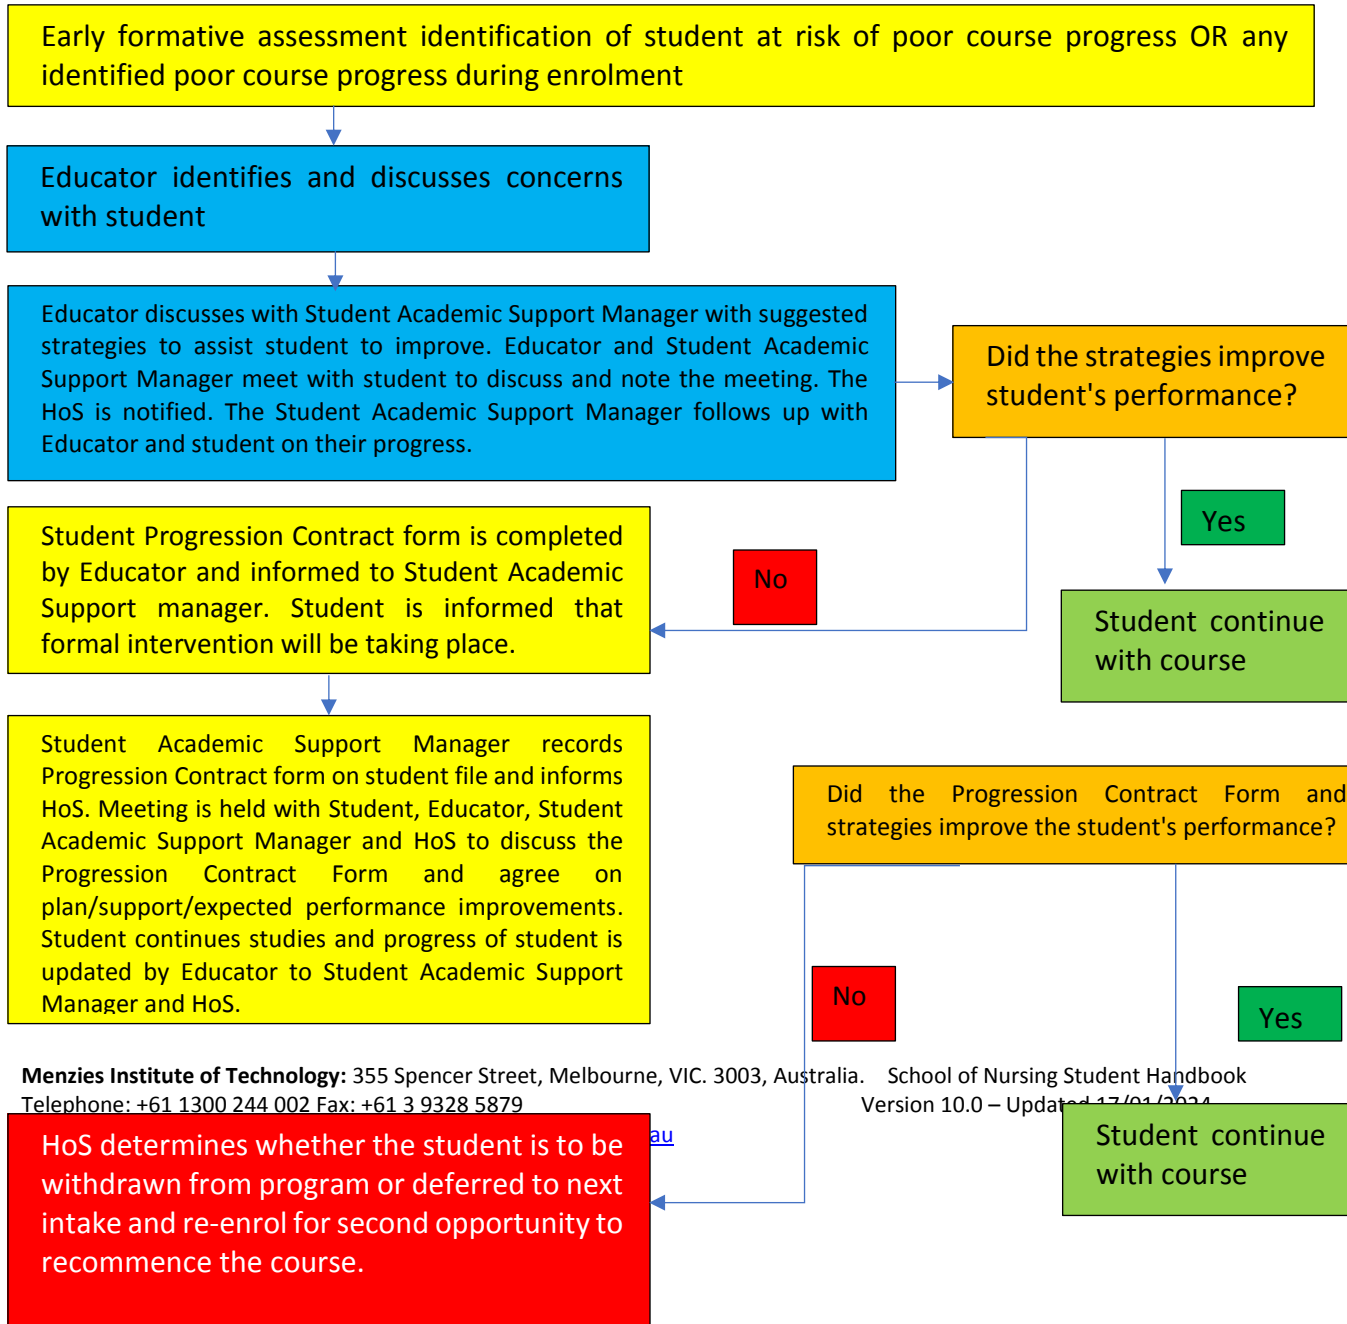 Early formative assessment identification of student at risk of poor course progress OR any
identified poor course progress during enrolment
Educator identifies and discusses concerns
with student
Educator discusses with Student Academic Support Manager with suggested
strategies to assist student to improve. Educator and Student Academic
Support Manager meet with student to discuss and note the meeting. The
HoS is notified. The Student Academic Support Manager follows up with
Educator and student on their progress.
Did the strategies improve
student's performance?
Yes
No
Student continue
with course
Student Progression Contract form is completed
by Educator and informed to Student Academic
Support manager. Student is informed that
formal intervention will be taking place.
Student Academic Support Manager records
Progression Contract form on student file and informs
HoS. Meeting is held with Student, Educator, Student
Academic Support Manager and HoS to discuss the
Progression Contract Form and agree on
plan/support/expected performance improvements.
Student continues studies and progress of student is
updated by Educator to Student Academic Support
Manager and HoS.
Did the Progression Contract Form and
strategies improve the student's performance?
No
Yes
Menzies Institute of Technology: 355 Spencer Street, Melbourne, VIC. 3003, Australia. School of Nursing Student Handbook
Telephone: +61 1300 244 002 Fax: +61 3 9328 5879 Version 10.0 – Updated 17/01/2024
au
Student continue
with course
HoS determines whether the student is to be
withdrawn from program or deferred to next
intake and re-enrol for second opportunity to
recommence the course.